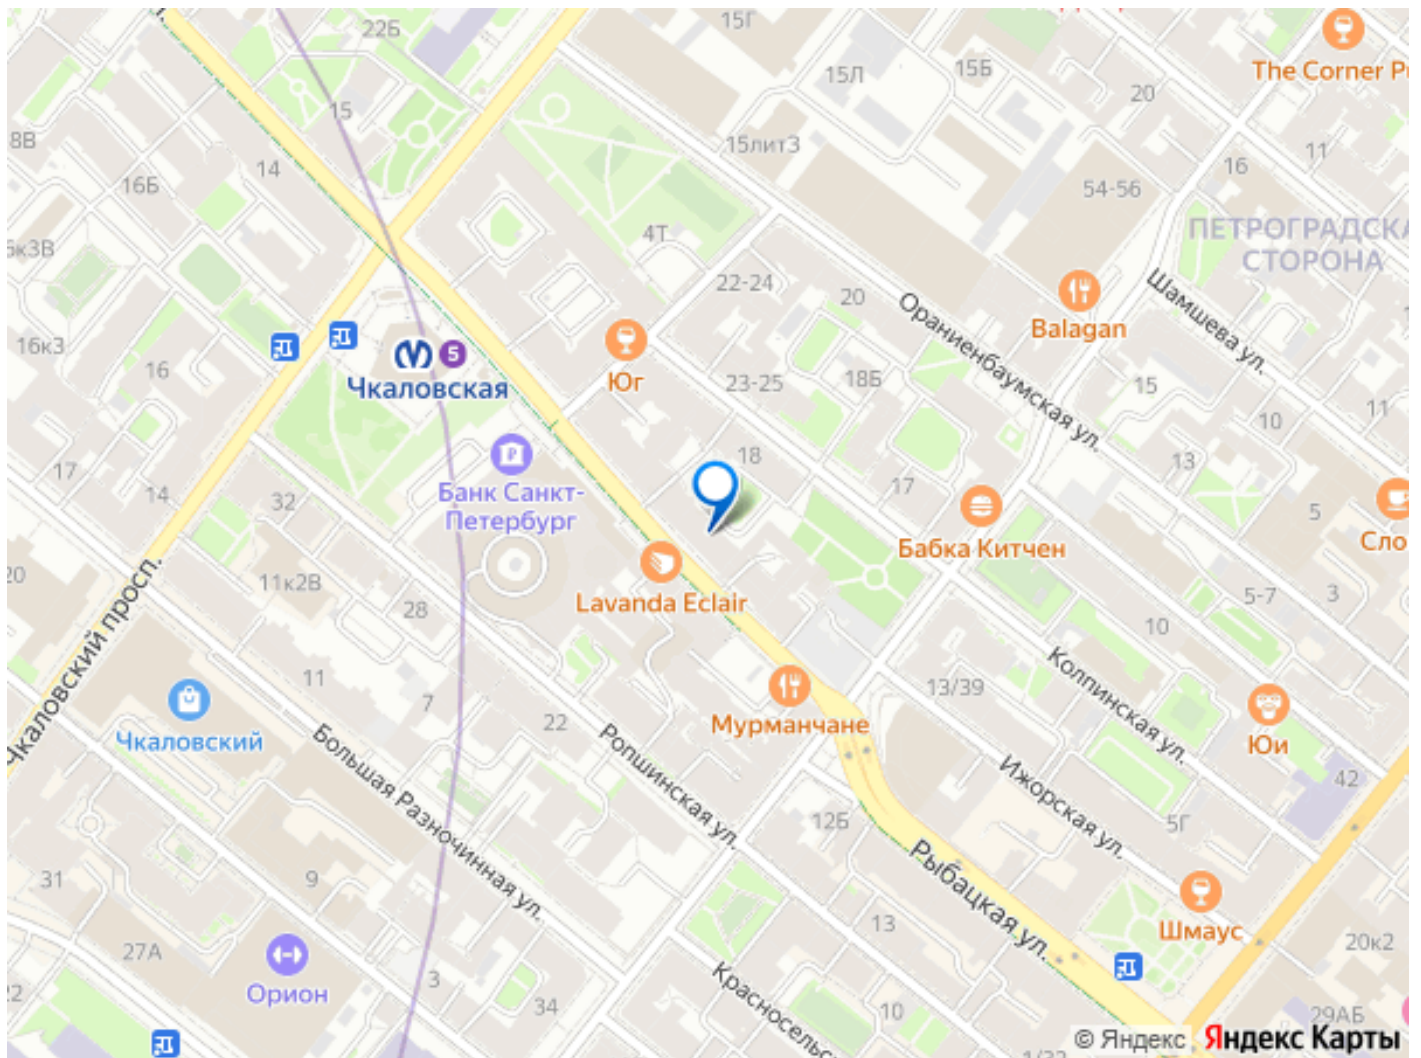 22Б
15Г
15Л
15Б
The Corner P
20
8В
15
15лит3
14
16Б
16
11
54-56
6к3В
4Т
ПЕТРОГРАДСКА
СТОРОНА
22-24
20
Ораниенбаумская ул.
Шамшева ул.
Balagan
16к3
16
5
Чкаловская
Юг
23-25
18Б
15
10
11
17
14
32
Банк Санкт-
Петербург
18
17
13
5
Бабка Китчен
Сло
20
11к2В
28
Lavanda Eclair
5-7
3
10
Чкаловский просп.
11
7
22
13/39
Колпинская ул.
Мурманчане
Юи
Чкаловский
Большая Разночинная ул.
Ропшинская ул.
Ижорская ул.
42
12Б
5Г
31
9
Рыбацкая ул.
Шмаус
27А
13
20к2
Орион
3
34
Красносельс
10
22
29АБ
1/32
© Яндекс Яндекс Карты